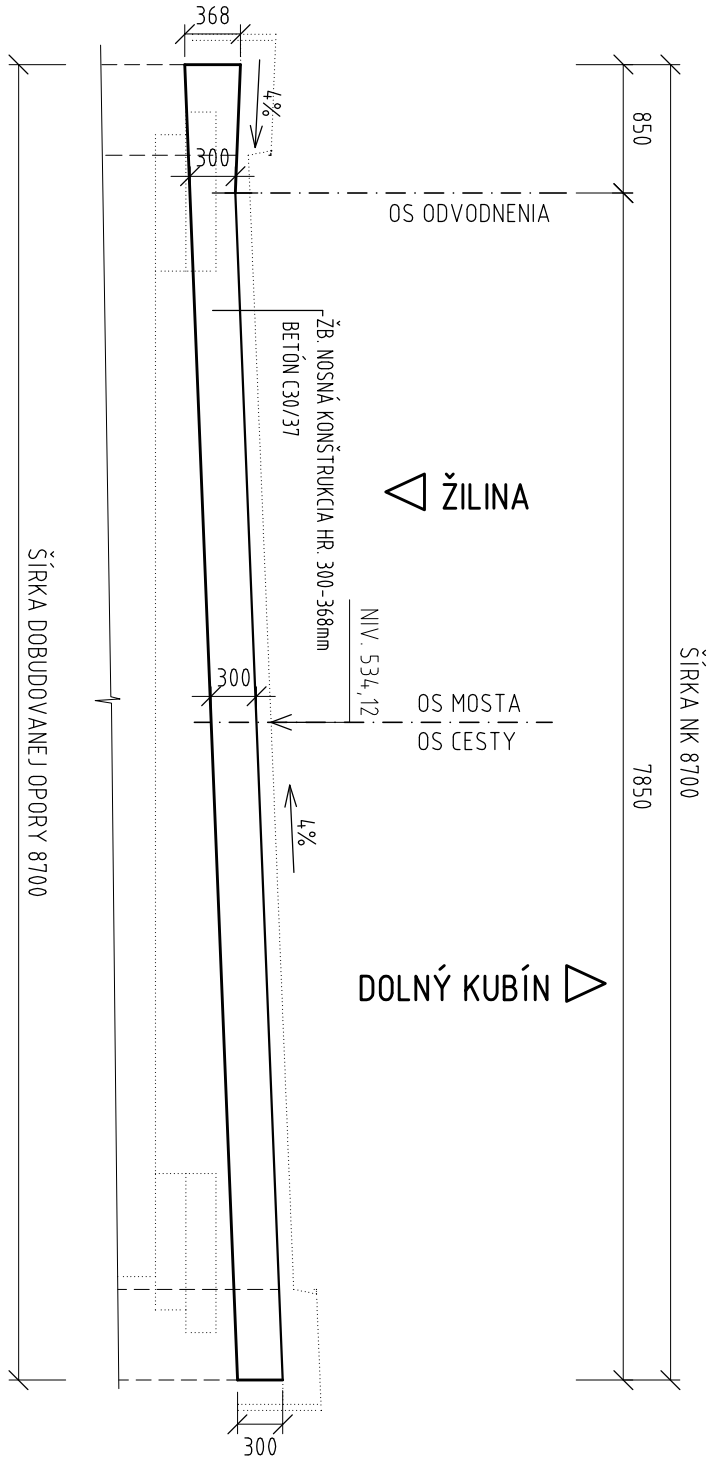 368
4%
300
850
OS ODVODNENIA
ŽB. NOSNÁ KONŠTRUKCIA HR. 300-368mm
BETÓN C30/37
ŽILINA
ŠÍRKA NK 8700
ŠÍRKA DOBUDOVANEJ OPORY 8700
NIV. 534,12
300
OS MOSTA
OS CESTY
7850
4%
DOLNÝ KUBÍN
300